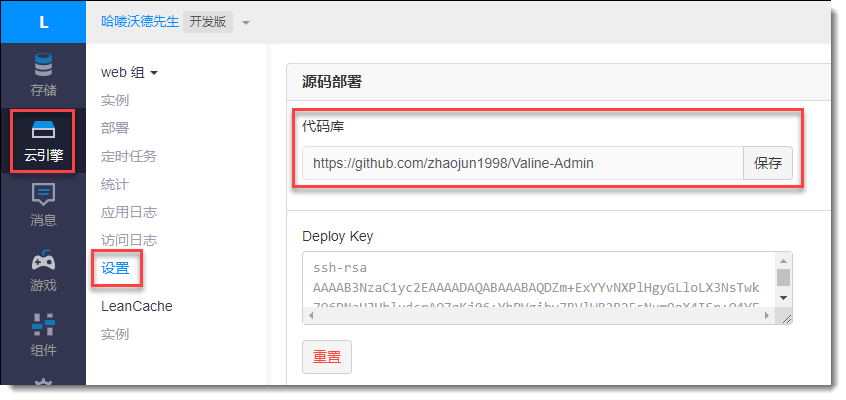 L
哈喽沃德先生 开发版
存储
云引擎
消息
游戏
组件
web 组
实例
部署
定时任务
统计
应用日志
访问日志
设置
LeanCache
实例
源码部署
代码库
https://github.com/zhaojun1998/Valine-Admin 保存
Deploy Key
ssh-rsa
AAAAB3NzaC1yc2EAAAADAQABAAABAQDZm+ExYYvNXPlHgyGLloLX3NsTwk
重置